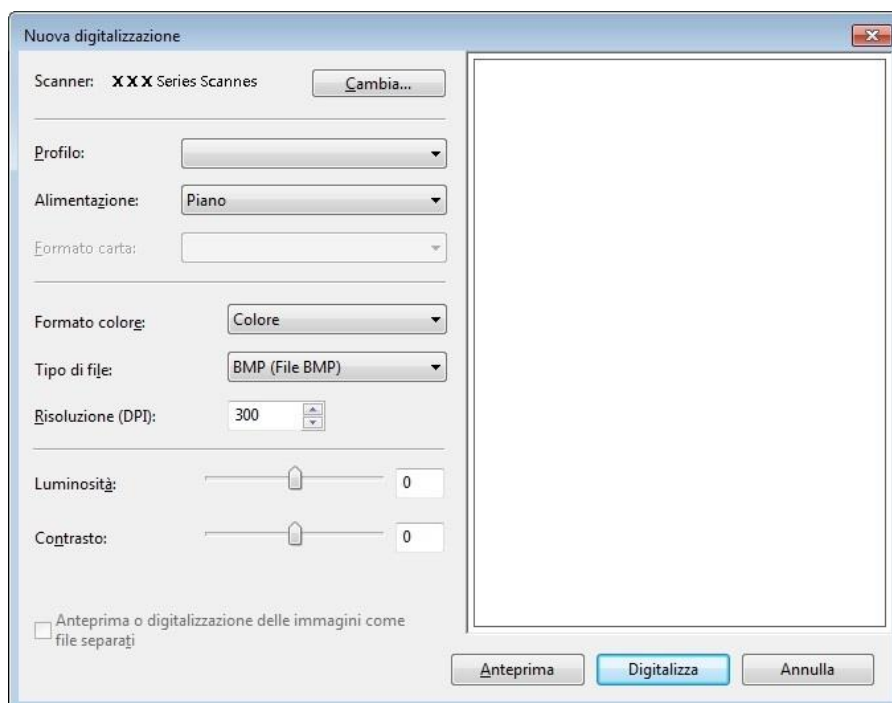 Nuova digitalizzazione
Scanner: XXX Series Scannes Cambia...
Profilo:
Alimentazione: Piano
Formato carta:
Formato colore: Colore
Tipo di file: BMP (File BMP)
Risoluzione (DPI): 300
Luminosità: 0
Contrasto: 0
Anteprima o digitalizzazione delle immagini come
file separati
Anteprima Digitalizza Annulla